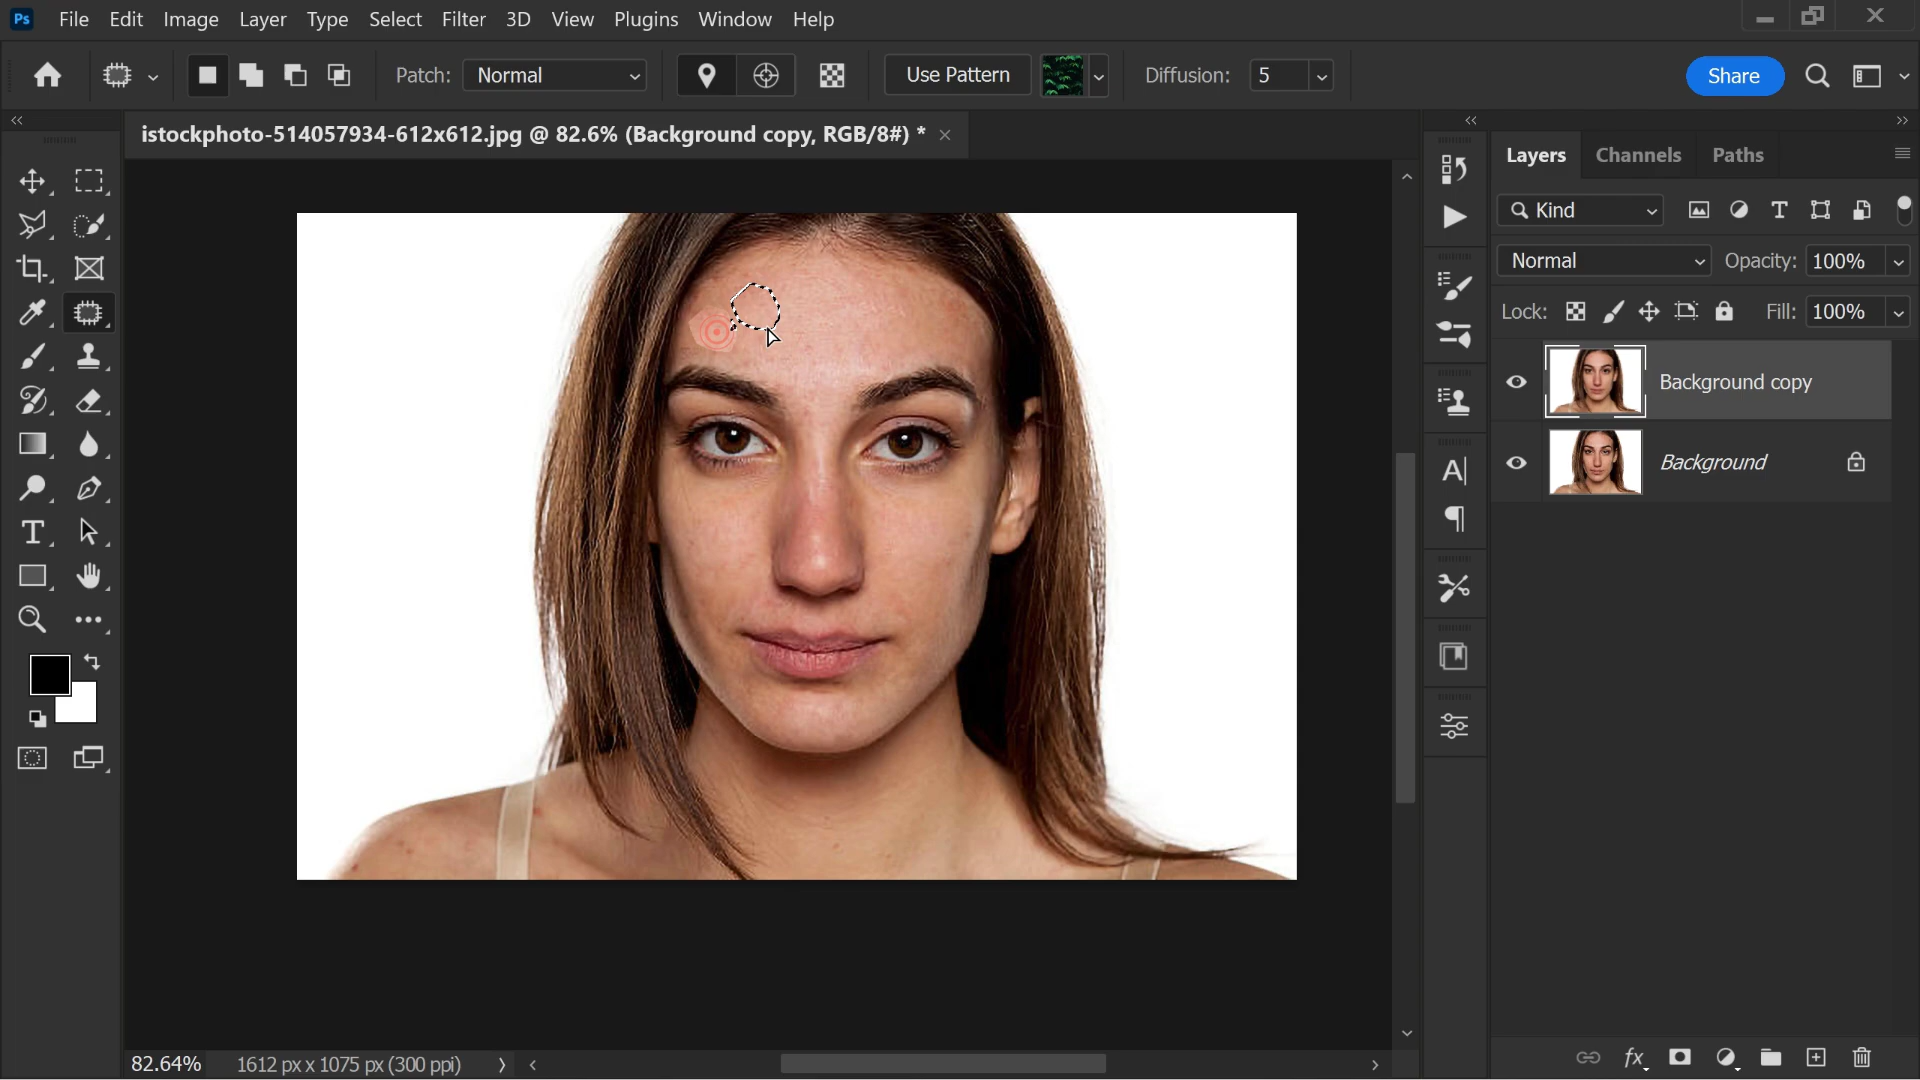 Ps File Edit Image Layer Type Select Filter 3D View Plugins Window Help
Patch: Normal Use Pattern Diffusion: 5 Share
istockphoto-514057934-612x612.jpg @ 82.6% (Background copy, RGB/8#) *
Layers Channels Paths
Kind
Normal Opacity: 100%
Lock: Fill: 100%
Background copy
Background
82.64% 1612 px x 1075 px (300 ppi)
fx